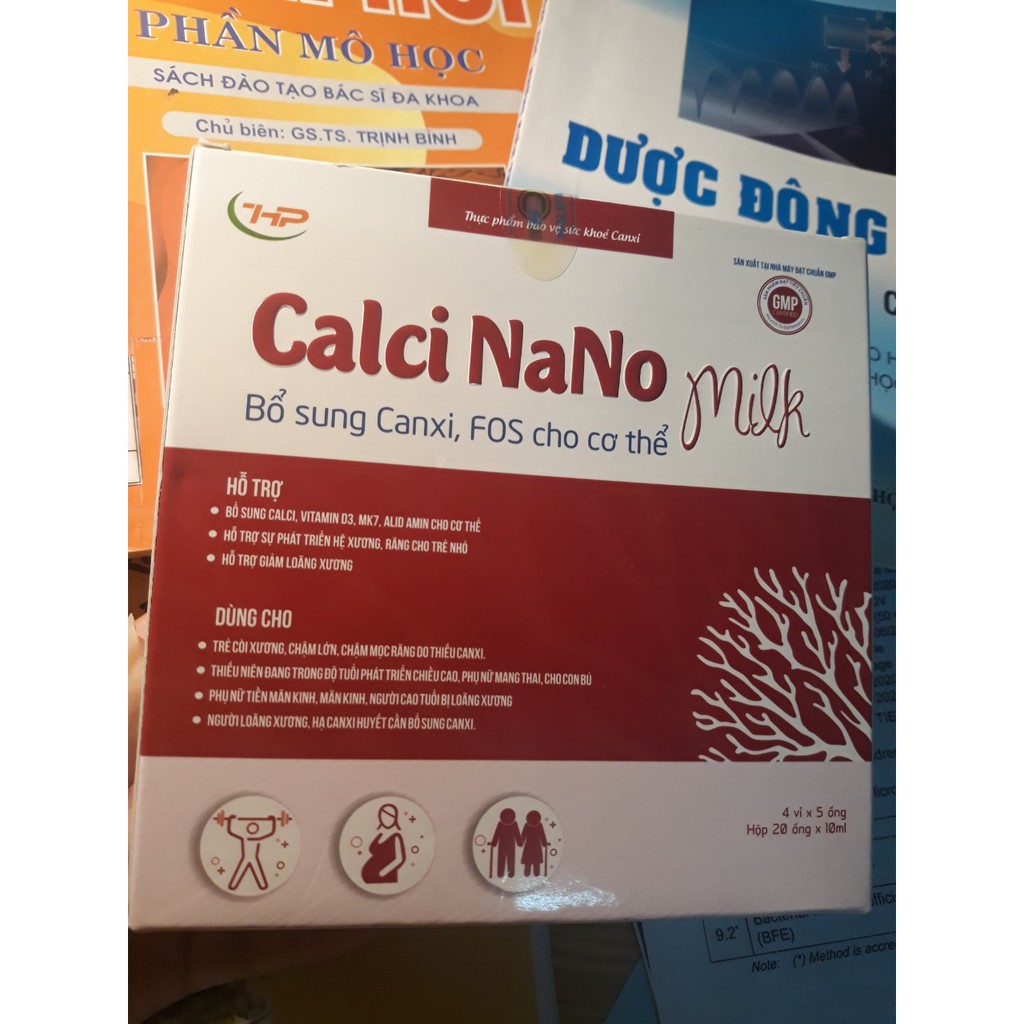 PHẦN MÔ HỌC
SÁCH ĐÀO TẠO BÁC SĨ ĐA KHOA
Chủ biên: GS.TS. TRỊNH BÌNH
DƯỢC ĐÔNG
THP
Thực phẩm bảo vệ sức khoẻ Canxi
SẢN XUẤT TẠI NHÀ MÁY ĐẠT CHUẨN GMP
GMP
CERTIFIED
Calci NaNo
Milk
Bổ sung Canxi, FOS cho cơ thể
HỖ TRỢ
BỔ SUNG CALCI, VITAMIN D3, MK7, ALID AMIN CHO CƠ THỂ
HỖ TRỢ SỰ PHÁT TRIỂN HỆ XƯƠNG, RĂNG CHO TRẺ NHỎ
HỖ TRỢ GIẢM LOÃNG XƯƠNG
DÙNG CHO
TRẺ CÒI XƯƠNG, CHẬM LỚN, CHẬM MỌC RĂNG DO THIẾU CANXI.
THIẾU NIÊN ĐANG TRONG ĐỘ TUỔI PHÁT TRIỂN CHIỀU CAO, PHỤ NỮ MANG THAI, CHO CON BÚ
PHỤ NỮ TIỀN MÃN KINH, MÃN KINH, NGƯỜI CAO TUỔI BỊ LOÃNG XƯƠNG
NGƯỜI LOÃNG XƯƠNG, HẠ CANXI HUYẾT CẦN BỔ SUNG CANXI.
4 vỉ x 5 ống
Hộp 20 ống x 10ml
9.2*
(BFE)
Note: (*) Method is accre